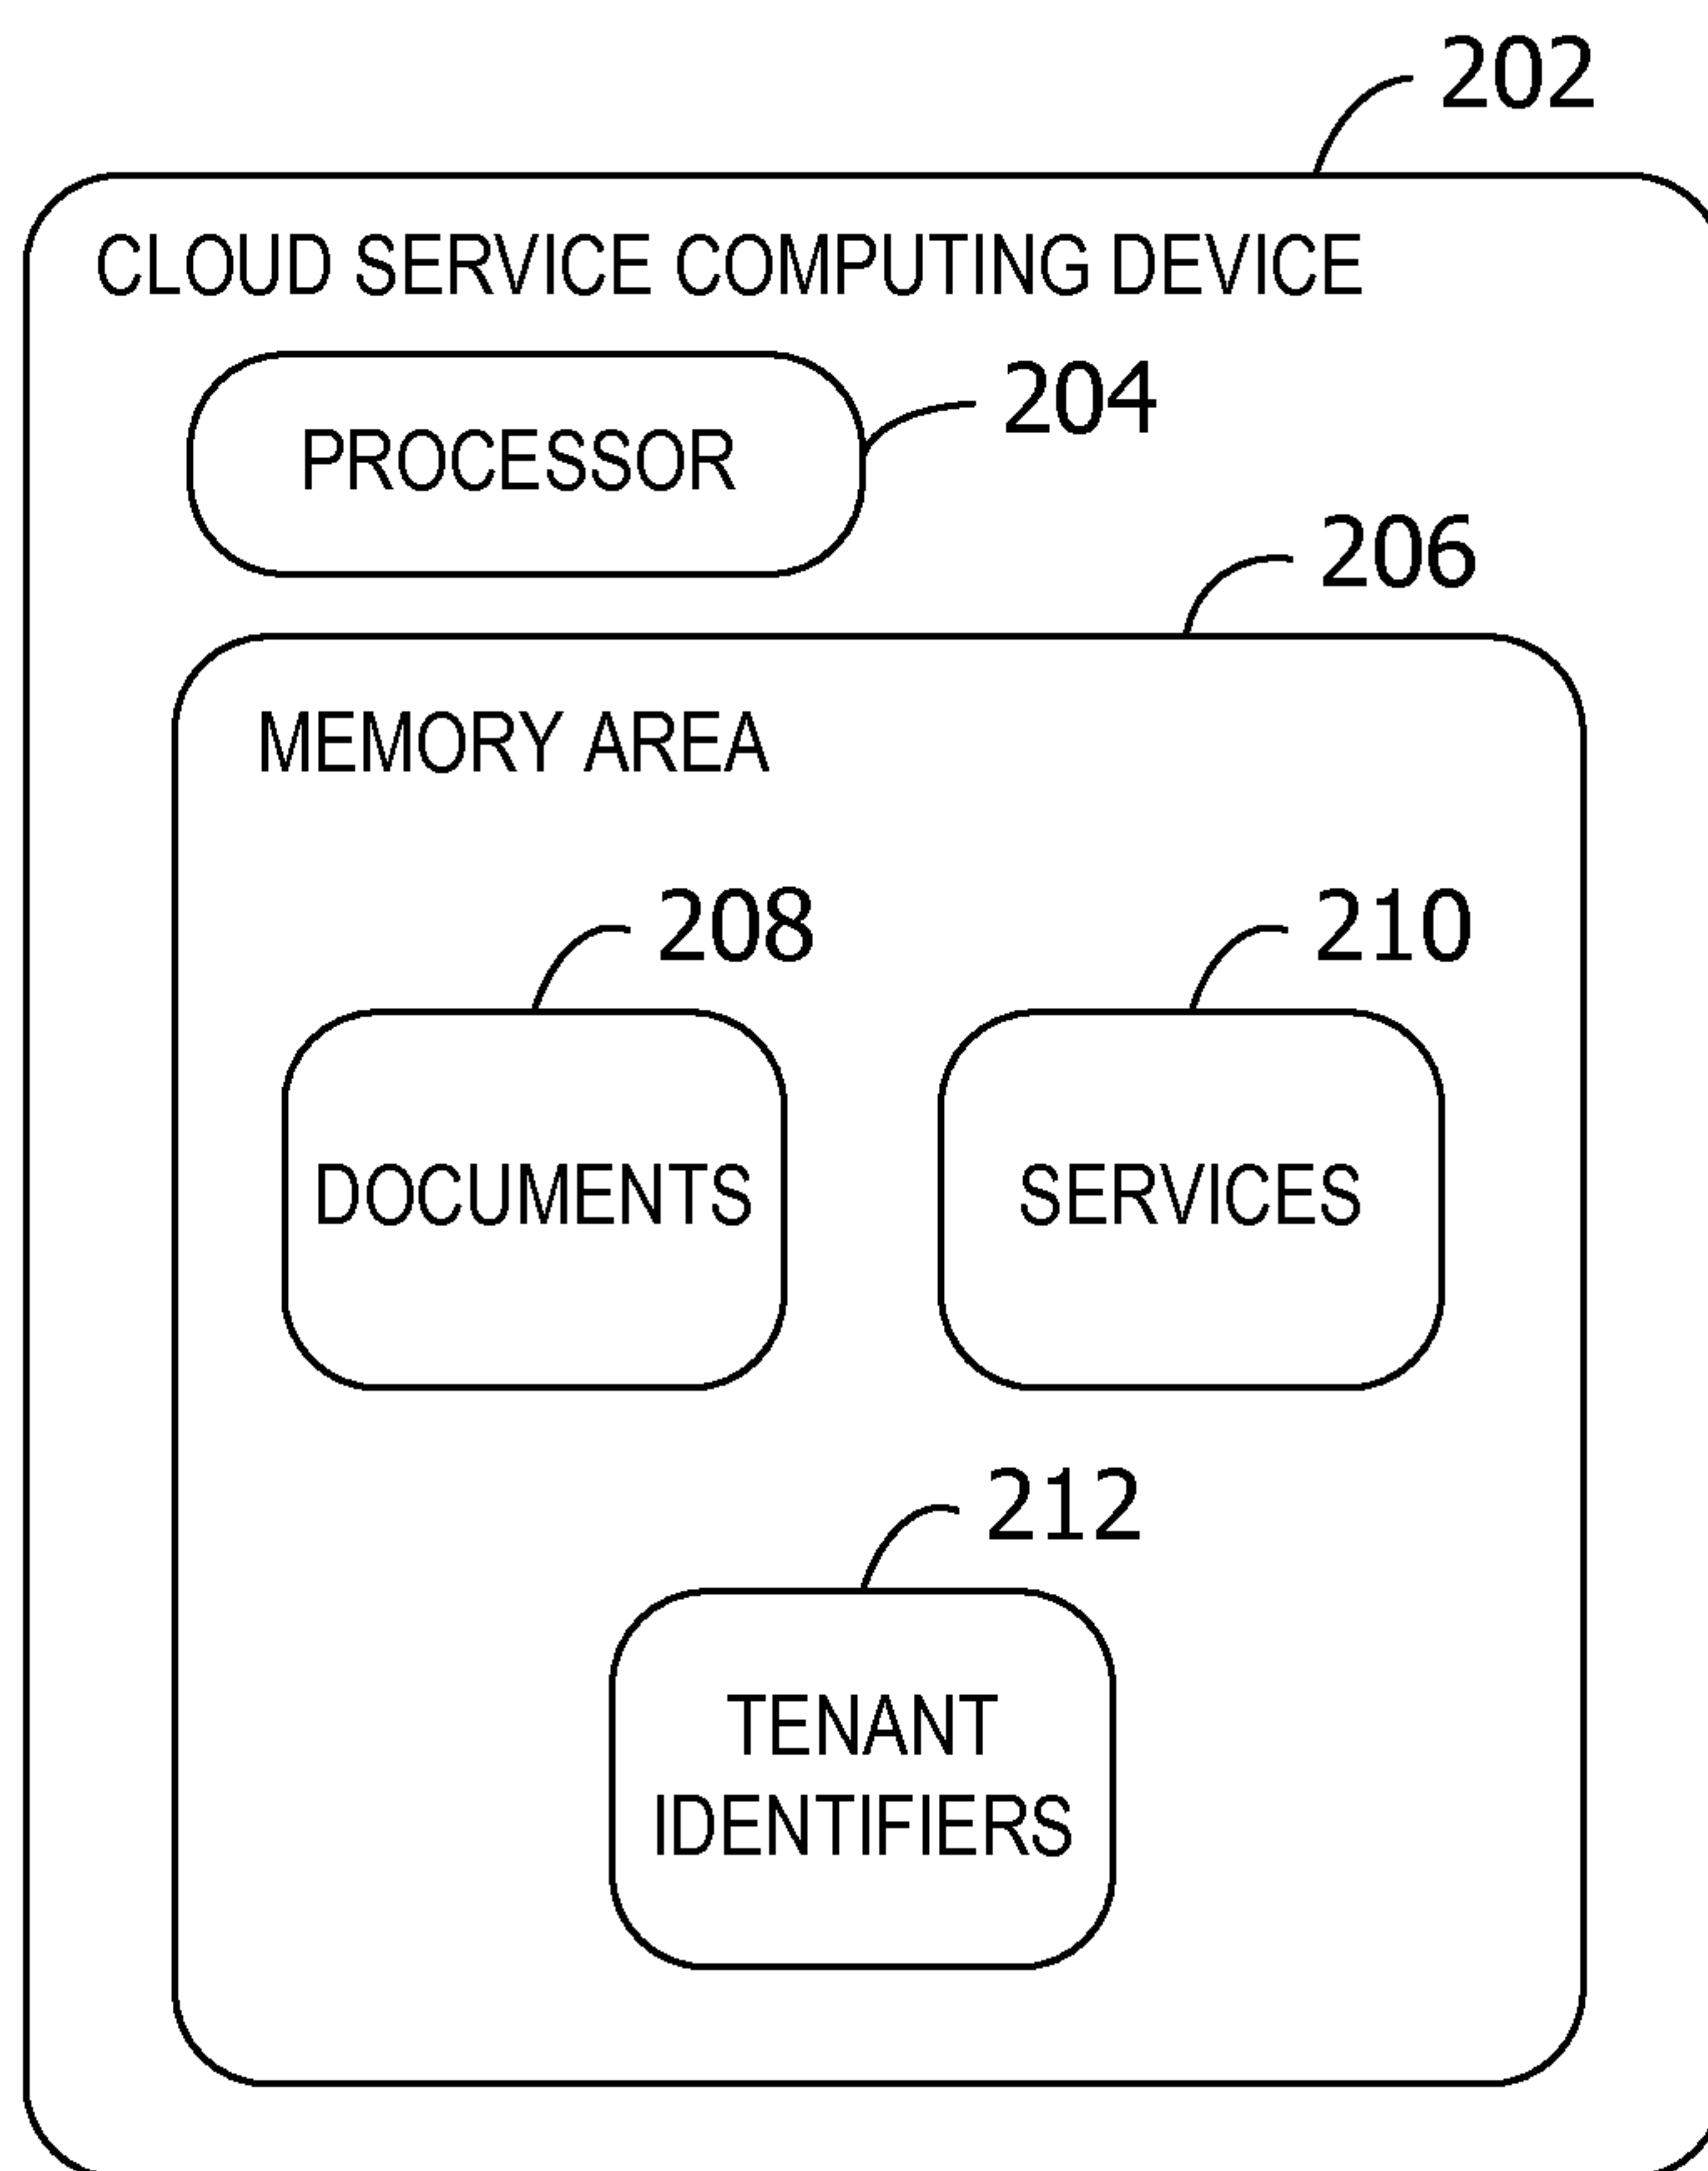 202
CLOUD SERVICE COMPUTING DEVICE
PROCESSOR
204
206
MEMORY AREA
208
210
DOCUMENTS
SERVICES
212
TENANT
IDENTIFIERS